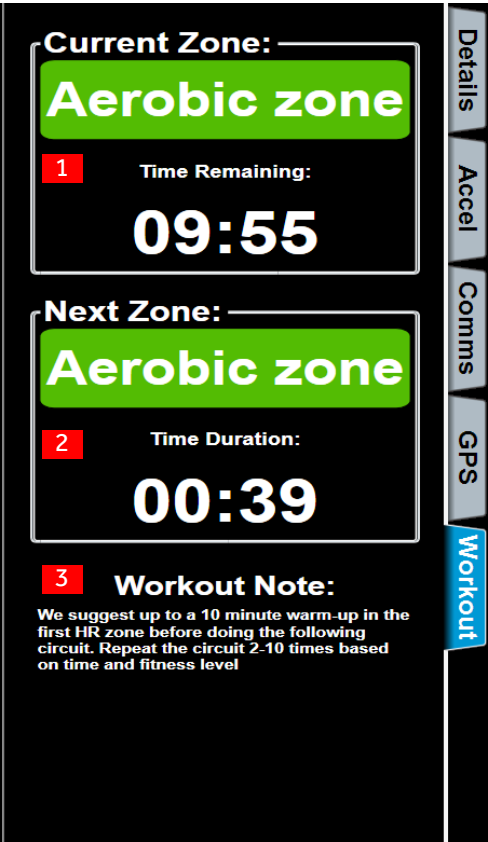 Current Zone:
Aerobic zone
1
Time Remaining:
09:55
Next Zone:
Aerobic zone
2
Time Duration:
00:39
3
Workout Note:
We suggest up to a 10 minute warm-up in the
first HR zone before doing the following
circuit. Repeat the circuit 2-10 times based
on time and fitness level
Details
Accel
Comms
GPS
Workout